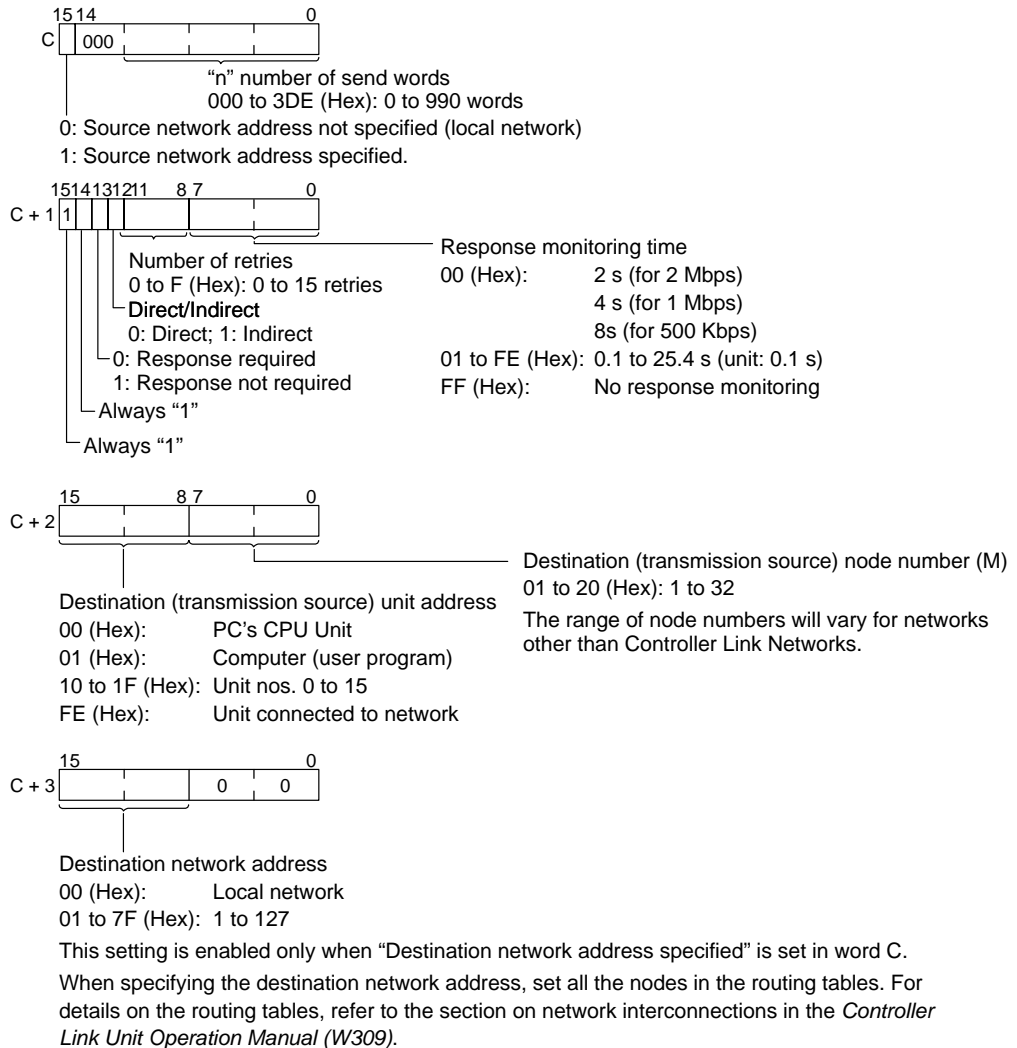 15 14 0
C 000
“n” number of send words
000 to 3DE (Hex): 0 to 990 words
0: Source network address not specified (local network)
1: Source network address specified.
15 14 13 12 11 8 7 0
C + 1 1
Number of retries
0 to F (Hex): 0 to 15 retries
Direct/Indirect
0: Direct; 1: Indirect
0: Response required
1: Response not required
Always “1”
Always “1”
Response monitoring time
00 (Hex): 2 s (for 2 Mbps)
4 s (for 1 Mbps)
8s (for 500 Kbps)
01 to FE (Hex): 0.1 to 25.4 s (unit: 0.1 s)
FF (Hex): No response monitoring
15 8 7 0
C + 2
Destination (transmission source) unit address
00 (Hex): PC's CPU Unit
01 (Hex): Computer (user program)
10 to 1F (Hex): Unit nos. 0 to 15
FE (Hex): Unit connected to network
Destination (transmission source) node number (M)
01 to 20 (Hex): 1 to 32
The range of node numbers will vary for networks
other than Controller Link Networks.
15 0
C + 3 0 0
Destination network address
00 (Hex): Local network
01 to 7F (Hex): 1 to 127
This setting is enabled only when “Destination network address specified” is set in word C.
When specifying the destination network address, set all the nodes in the routing tables. For
details on the routing tables, refer to the section on network interconnections in the Controller
Link Unit Operation Manual (W309).